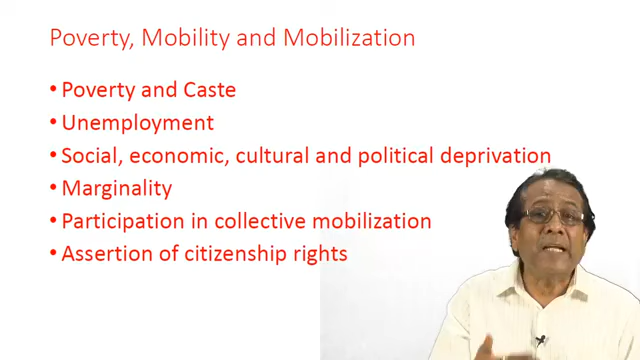 Poverty, Mobility and Mobilization
• Poverty and Caste
• Unemployment
• Social, economic, cultural and political deprivation
• Marginality
• Participation in collective mobilization
• Assertion of citizenship rights